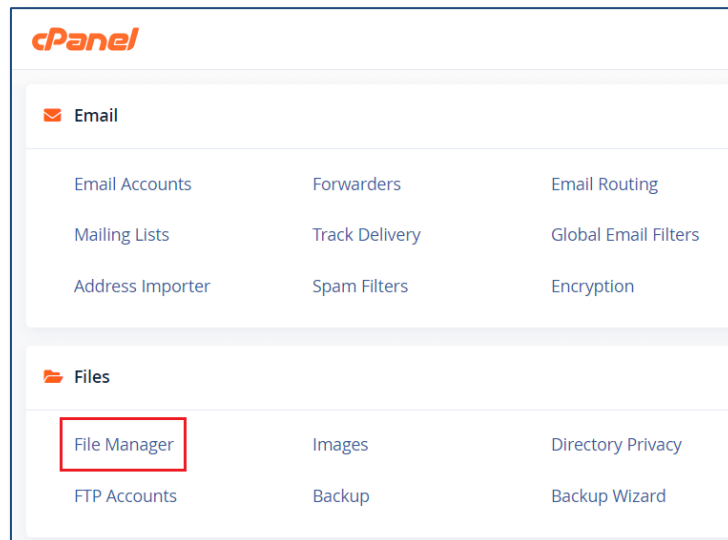 cPanel
Email
Email Accounts Forwarders Email Routing
Mailing Lists Track Delivery Global Email Filters
Address Importer Spam Filters Encryption
Files
File Manager Images Directory Privacy
FTP Accounts Backup Backup Wizard